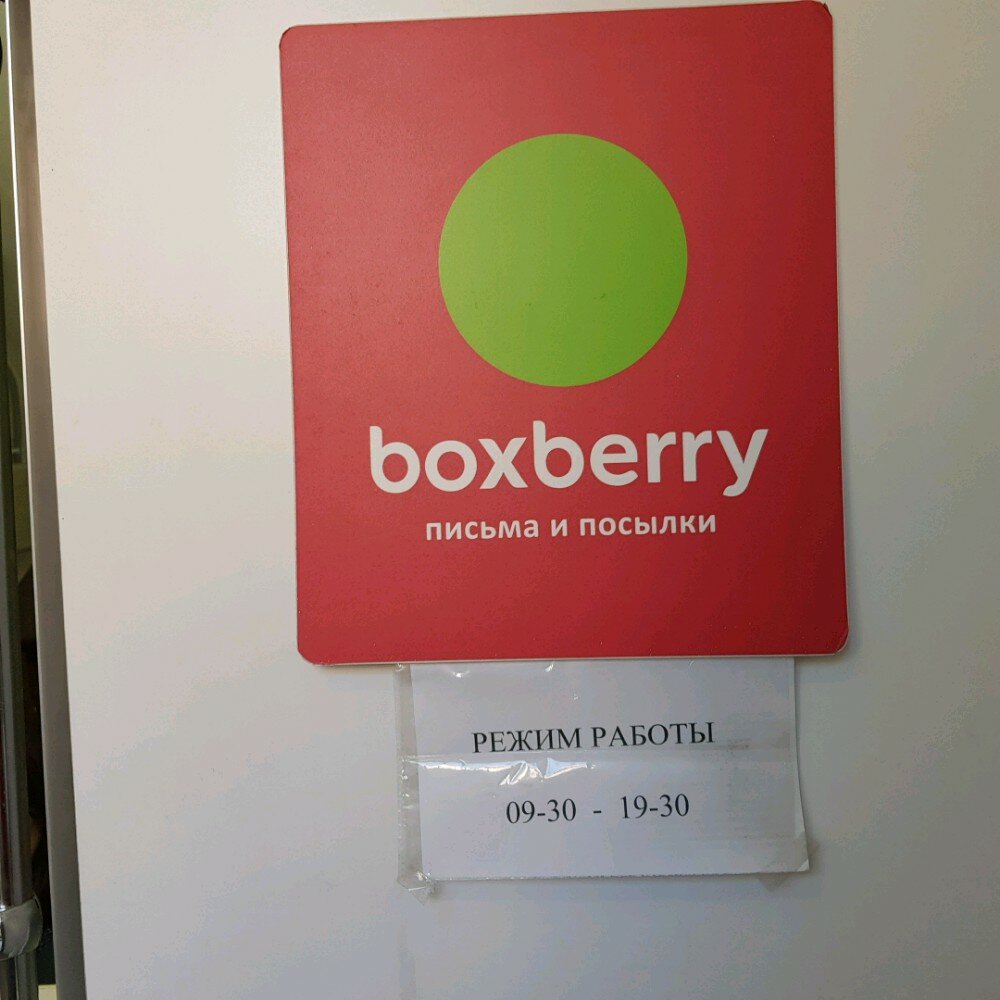 boxberry
письма и посылки
РЕЖИМ РАБОТЫ
09-30 - 19-30